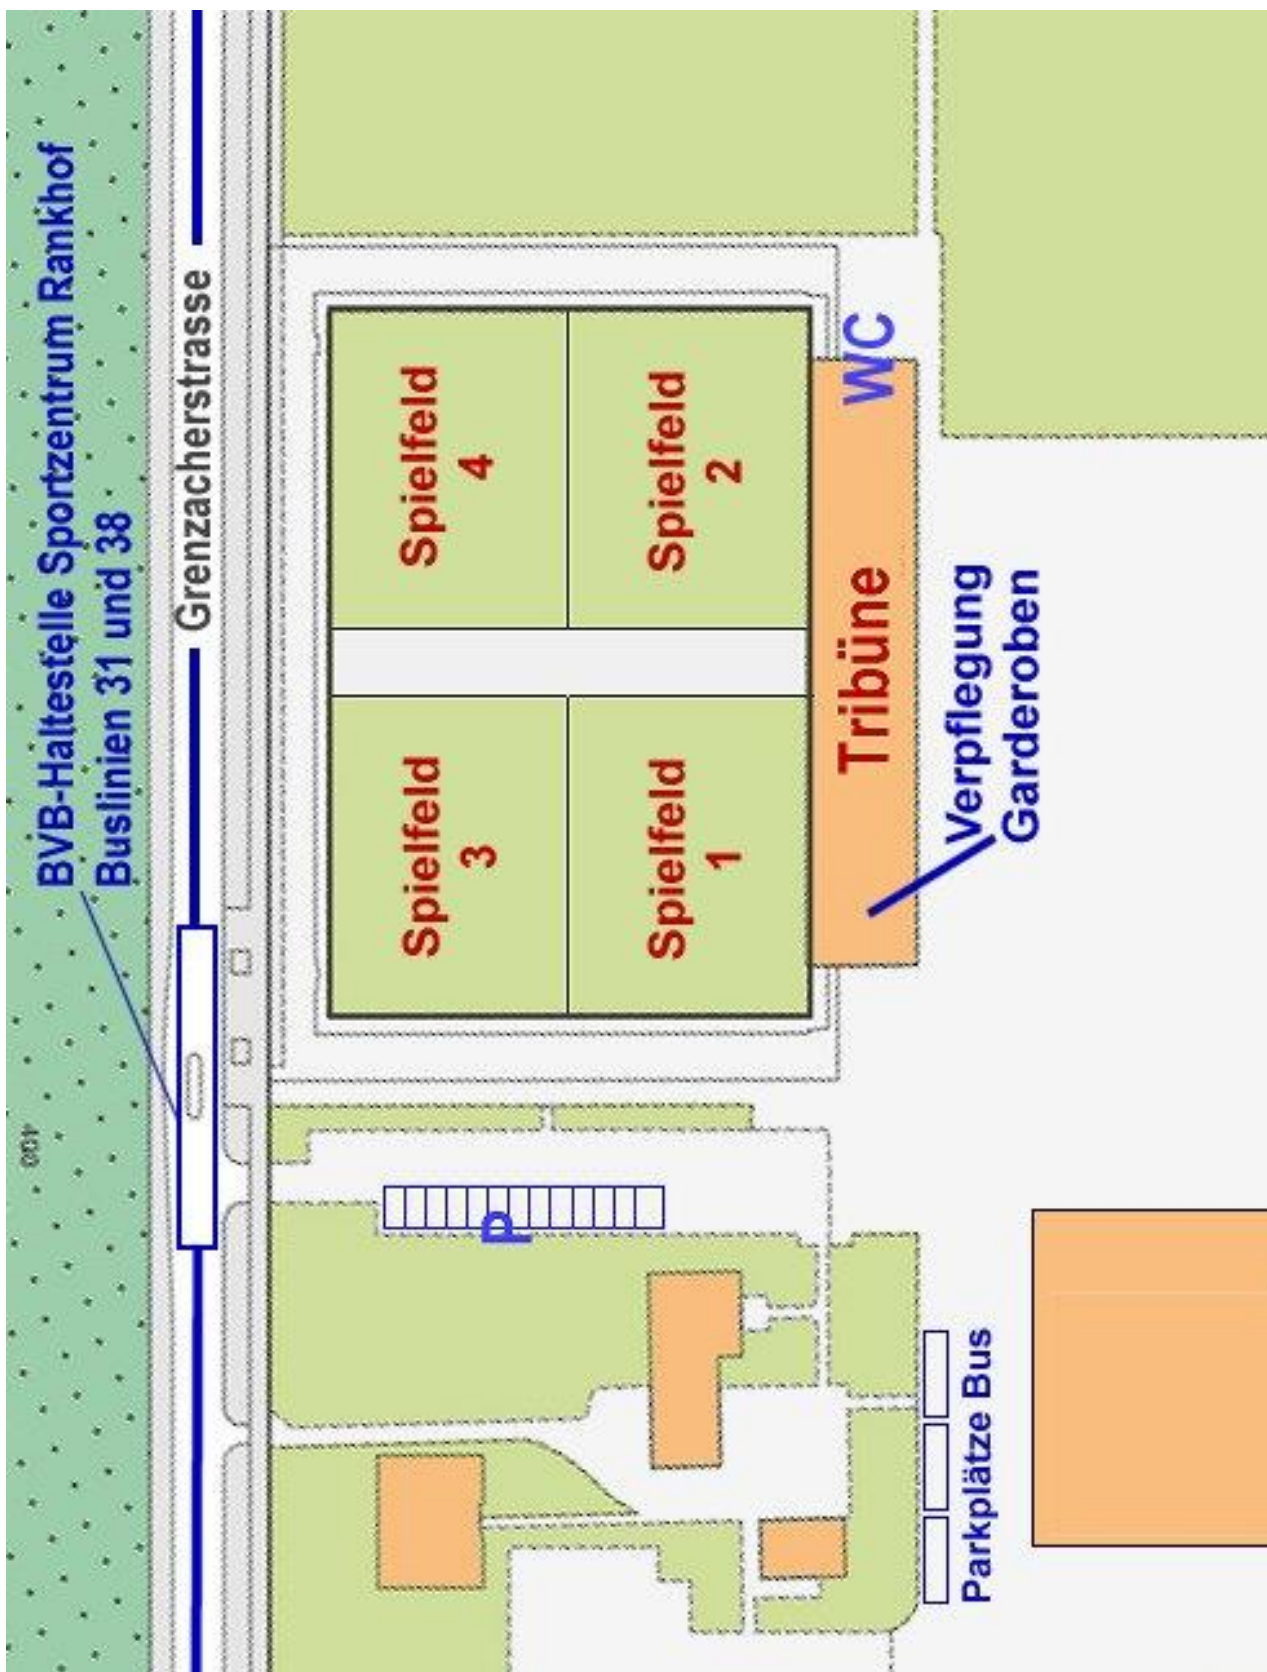 BVB-Haltestelle Sportzentrum Rankhof
Buslinien 31 und 38
Grenzacherstrasse
Spielfeld
3
Spielfeld
4
Spielfeld
1
Spielfeld
2
Tribüne
WC
Verpflegung
Garderoben
P
Parkplätze Bus
001